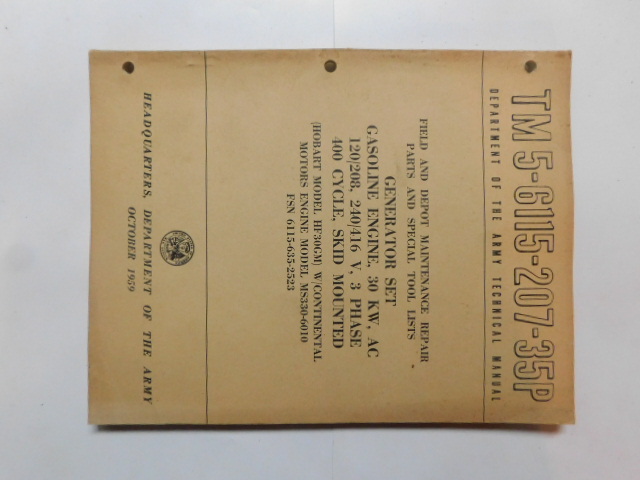 TM 5-6115-207-35P
DEPARTMENT OF THE ARMY TECHNICAL MANUAL
FIELD AND DEPOT MAINTENANCE REPAIR
PARTS AND SPECIAL TOOL LISTS
GENERATOR SET
GASOLINE ENGINE, 30 KW, AC
120/208, 240/416 V, 3 PHASE
400 CYCLE, SKID MOUNTED
(HOBART MODEL HF30GM) W/CONTINENTAL
MOTORS ENGINE MODEL MS330-6010
FSN 6115-635-2523
HEADQUARTERS, DEPARTMENT OF THE ARMY
OCTOBER 1959